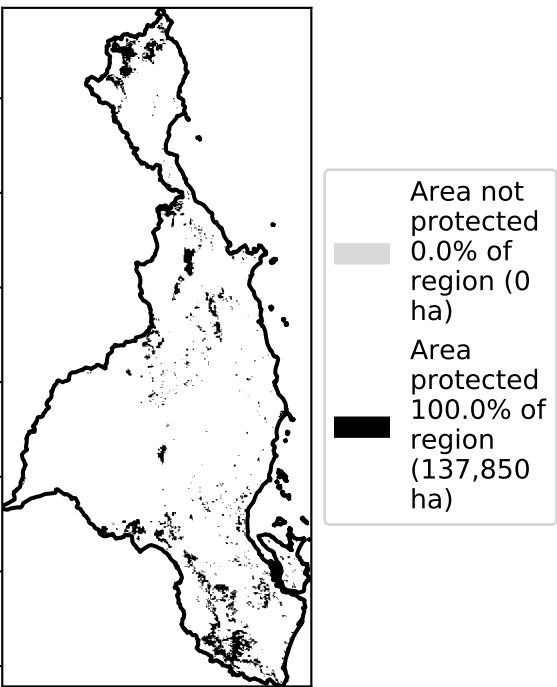 Area not
protected
0.0% of
region (0
ha)
Area
protected
100.0% of
region
(137,850
ha)